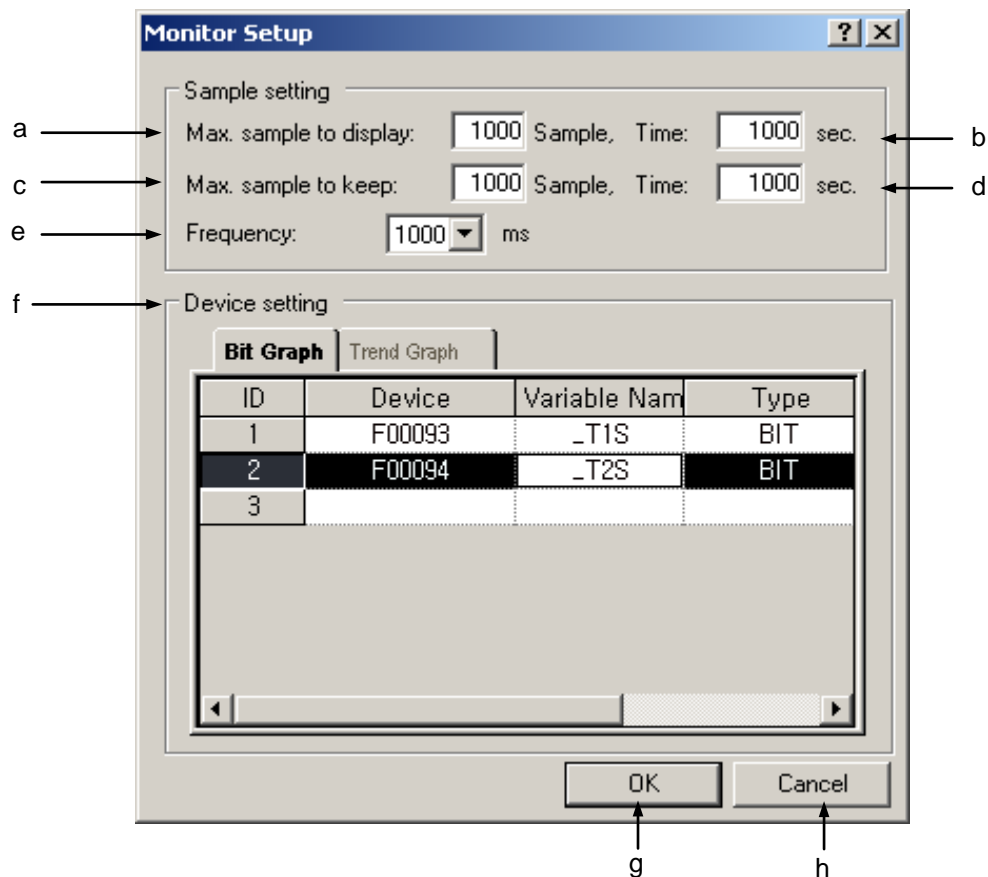 Monitor Setup
Sample setting
a Max. sample to display: 1000 Sample, Time: 1000 sec. b
c Max. sample to keep: 1000 Sample, Time: 1000 sec. d
e Frequency: 1000 ms
f Device setting
Bit Graph Trend Graph
ID Device Variable Nam Type
1 F00093 _T1S BIT
2 F00094 _T2S BIT
3
OK Cancel
g h